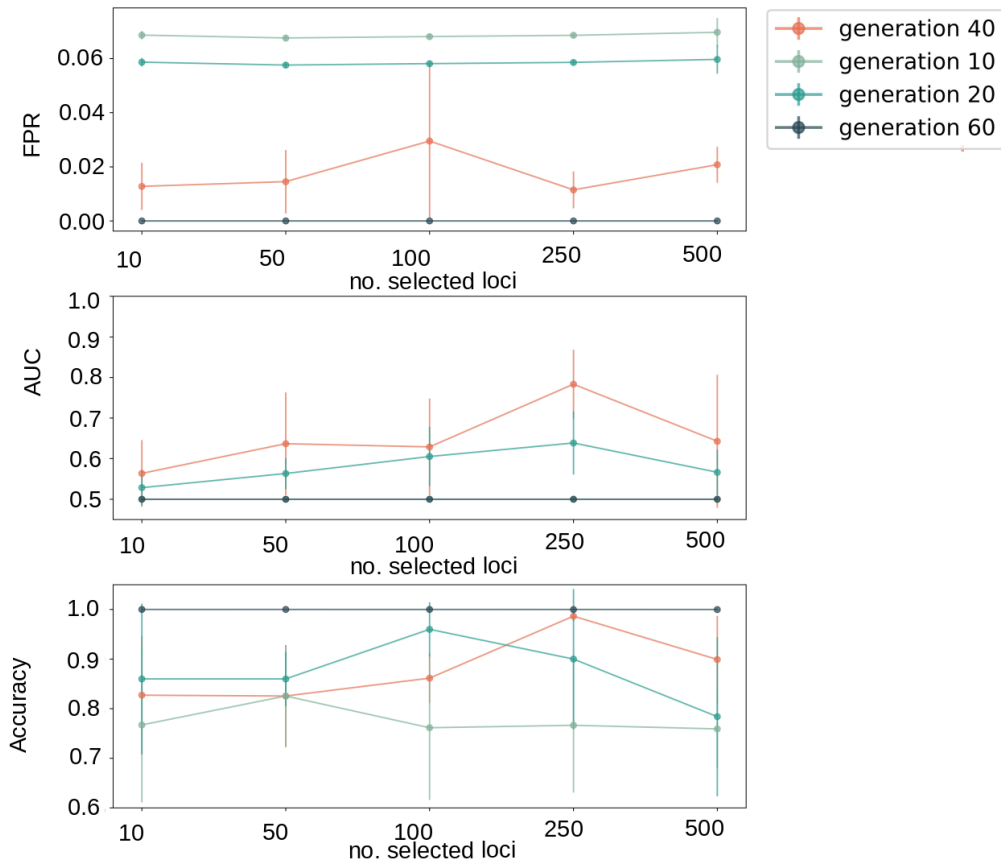 0.06
0.04
0.02
0.00
FPR
10 50 100 250 500
no. selected loci
generation 40
generation 10
generation 20
generation 60
1.0
0.9
0.8
0.7
0.6
0.5
AUC
10 50 100 250 500
no. selected loci
1.0
0.9
0.8
0.7
0.6
Accuracy
10 50 100 250 500
no. selected loci